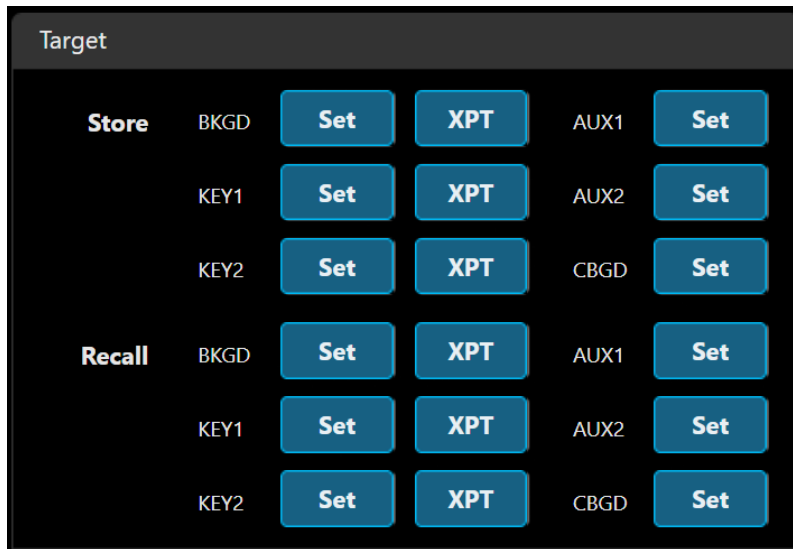 Target
Store BKGD Set XPT AUX1 Set
KEY1 Set XPT AUX2 Set
KEY2 Set XPT CBGD Set
Recall BKGD Set XPT AUX1 Set
KEY1 Set XPT AUX2 Set
KEY2 Set XPT CBGD Set